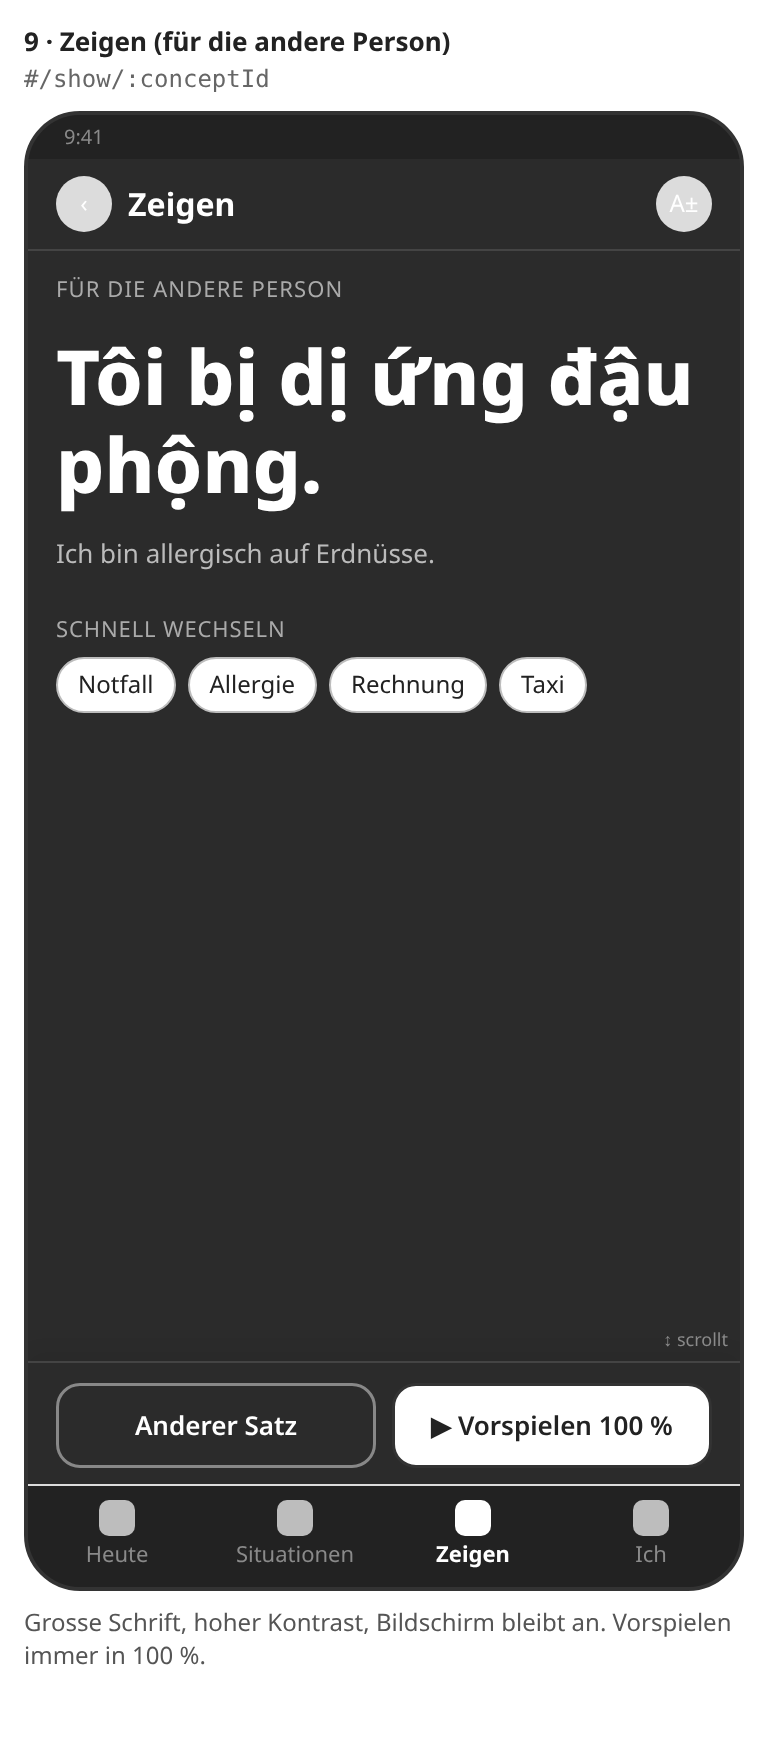 9 · Zeigen (für die andere Person)
#/show/:conceptId
9:41
‹ Zeigen A±
FÜR DIE ANDERE PERSON
Tôi bị dị ứng đậu
phộng.
Ich bin allergisch auf Erdnüsse.
SCHNELL WECHSELN
Notfall Allergie Rechnung Taxi
↕ scrollt
Anderer Satz ▶ Vorspielen 100 %
Heute Situationen Zeigen Ich
Grosse Schrift, hoher Kontrast, Bildschirm bleibt an. Vorspielen
immer in 100 %.